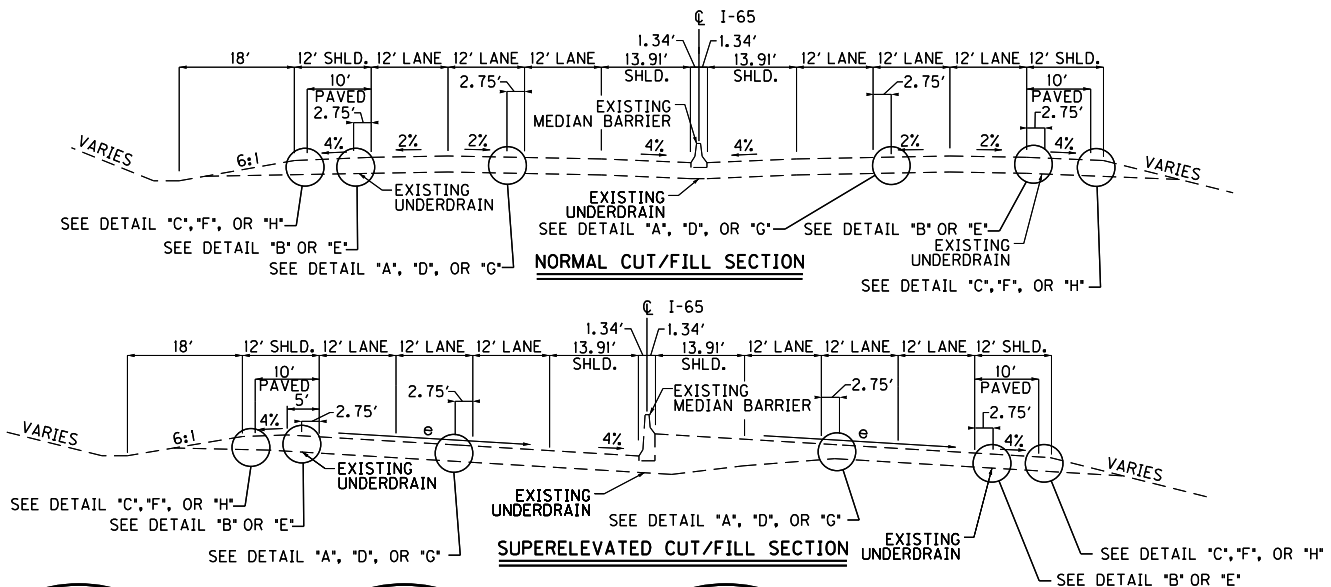 ℄ I-65
1.34' 1.34'
18' 12' SHLD. 12' LANE 12' LANE 12' LANE 13.91' SHLD. 13.91' SHLD. 12' LANE 12' LANE 12' LANE 12' SHLD.
10' PAVED
2.75'
2.75'
EXISTING MEDIAN BARRIER
2.75'
10' PAVED
2.75'
VARIES
6:1
4%
2%
2%
4%
4%
2%
2%
4%
VARIES
EXISTING UNDERDRAIN
EXISTING UNDERDRAIN
EXISTING UNDERDRAIN
SEE DETAIL "C","F", OR "H"
SEE DETAIL "B" OR "E"
SEE DETAIL "A", "D", OR "G"
SEE DETAIL "A", "D", OR "G"
SEE DETAIL "B" OR "E"
SEE DETAIL "C","F", OR "H"
NORMAL CUT/FILL SECTION
℄ I-65
1.34' 1.34'
18' 12' SHLD. 12' LANE 12' LANE 12' LANE 13.91' SHLD. 13.91' SHLD. 12' LANE 12' LANE 12' LANE 12' SHLD.
10' PAVED
5'
2.75'
2.75'
EXISTING MEDIAN BARRIER
2.75'
10' PAVED
2.75'
VARIES
6:1
4%
e
4%
e
4%
VARIES
EXISTING UNDERDRAIN
EXISTING UNDERDRAIN
EXISTING UNDERDRAIN
SEE DETAIL "C","F", OR "H"
SEE DETAIL "B" OR "E"
SEE DETAIL "A", "D", OR "G"
SEE DETAIL "A", "D", OR "G"
SEE DETAIL "C","F", OR "H"
SEE DETAIL "B" OR "E"
SUPERELEVATED CUT/FILL SECTION